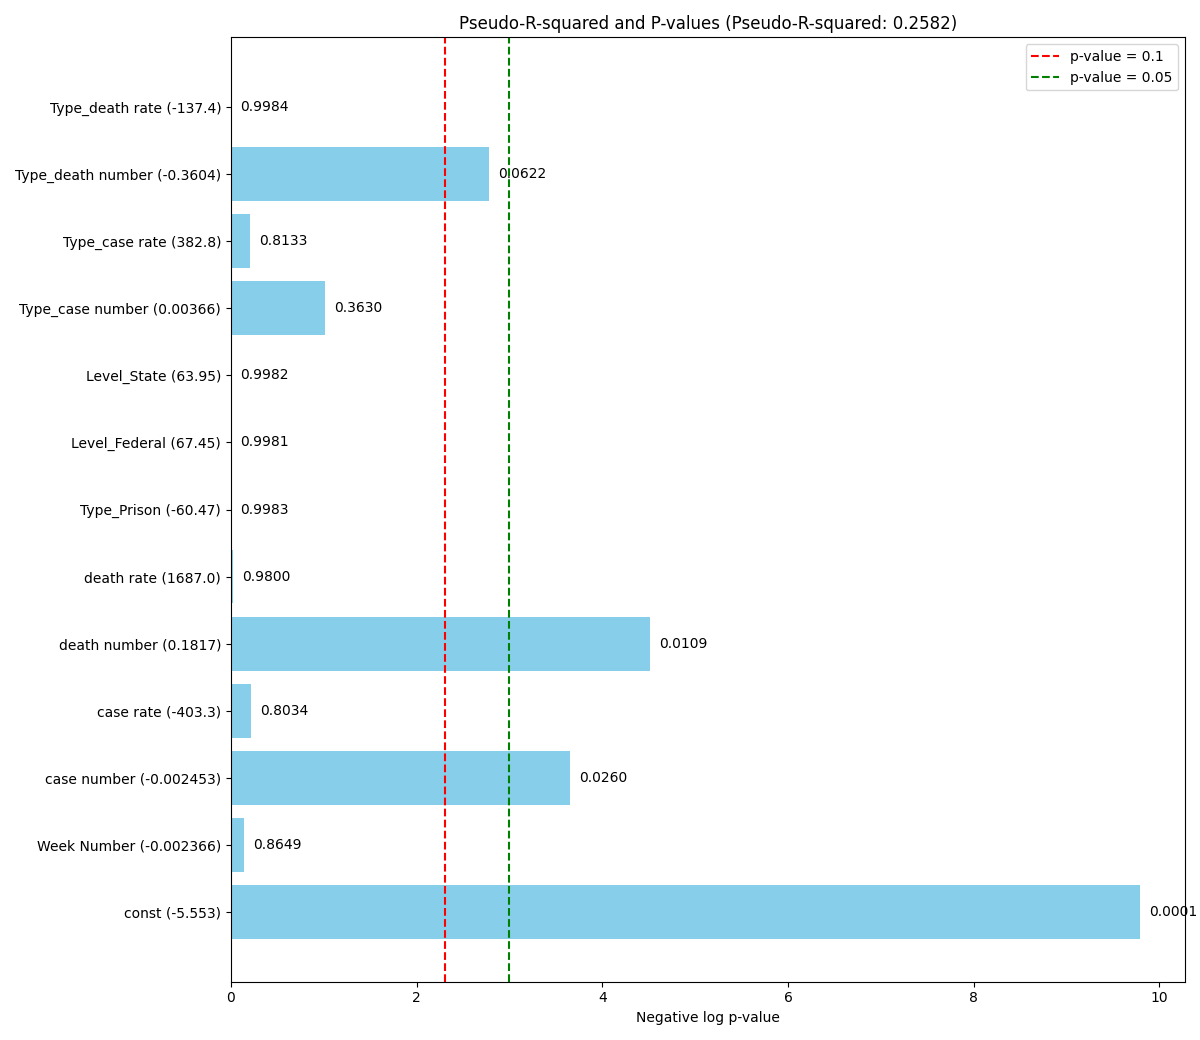 Pseudo-R-squared and P-values (Pseudo-R-squared: 0.2582)
p-value = 0.1
p-value = 0.05
Type_death rate (-137.4) 0.9984
Type_death number (-0.3604) 0.0622
Type_case rate (382.8) 0.8133
Type_case number (0.00366) 0.3630
Level_State (63.95) 0.9982
Level_Federal (67.45) 0.9981
Type_Prison (-60.47) 0.9983
death rate (1687.0) 0.9800
death number (0.1817) 0.0109
case rate (-403.3) 0.8034
case number (-0.002453) 0.0260
Week Number (-0.002366) 0.8649
const (-5.553) 0.0001
0 2 4 6 8 10
Negative log p-value